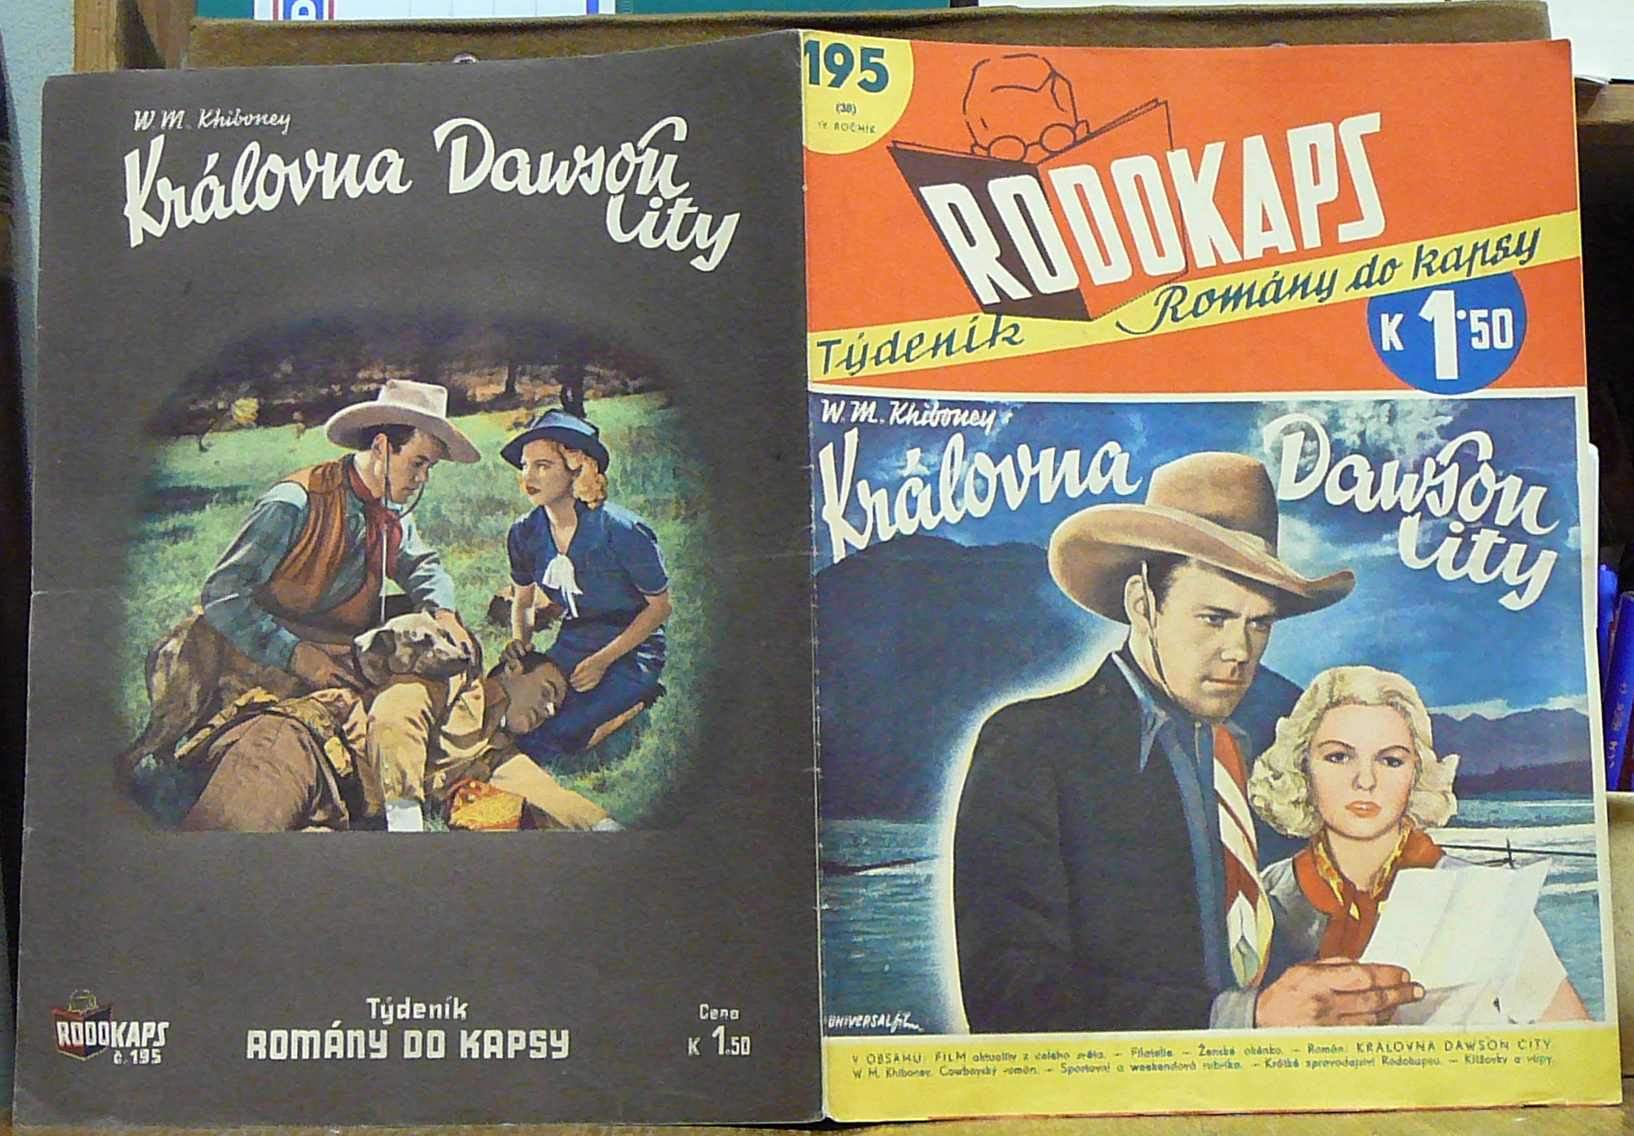 W. M. Khiboney
Královna Dawson
City
RODOKAPS
č. 195
Týdeník
ROMÁNY DO KAPSY
Cena
K 1.50
195
(38)
IV. ROČNÍK
RODOKAPS
Týdeník Romány do kapsy
K 1.50
W. M. Khiboney
Královna Dawson
City
UNIVERSALfilm
V OBSAHU: FILM aktuality z celého světa. — Filatelie — Ženské okénko. — Román: KRÁLOVNA DAWSON CITY
W. M. Khiboney. Cowboyský román. — Sportovní a weekendová rubrika. — Krátké zpravodajství Rodokapsu. — Křížovky a vtipy.